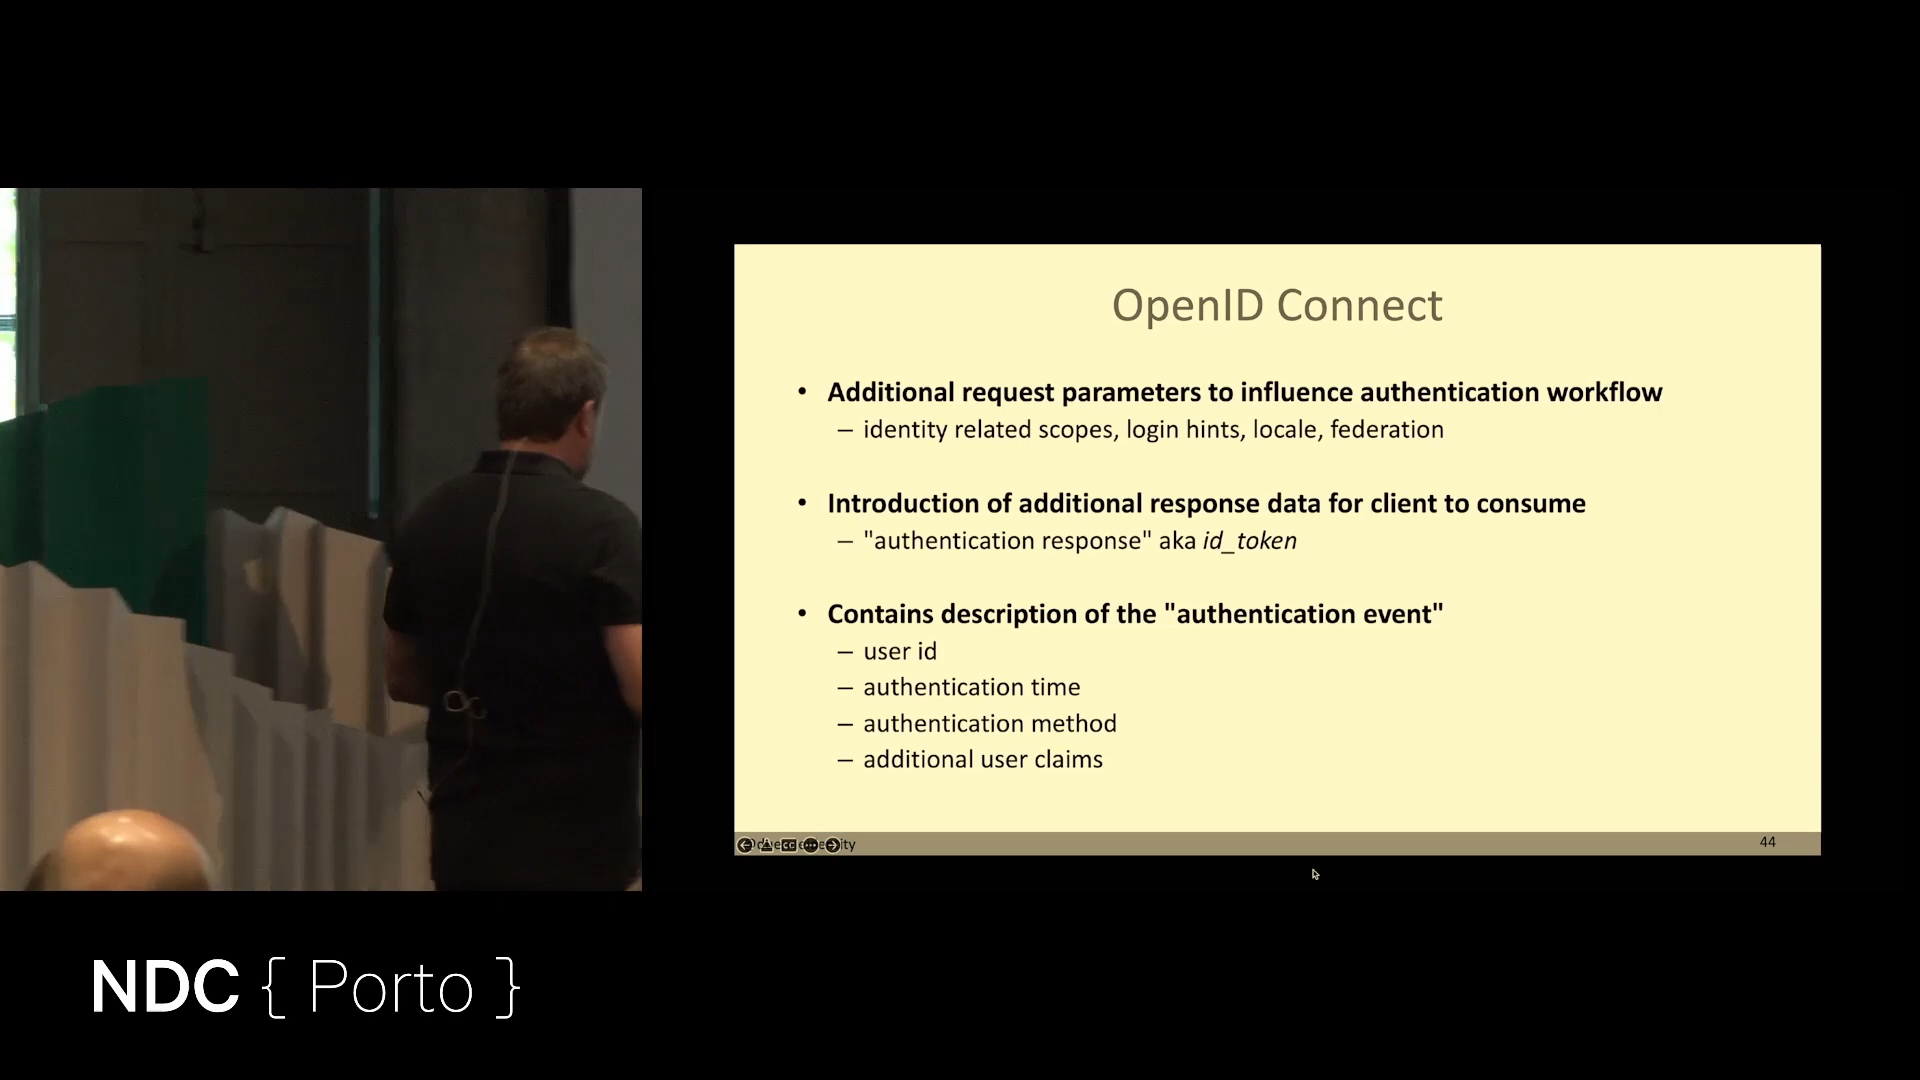 OpenID Connect
• Additional request parameters to influence authentication workflow
– identity related scopes, login hints, locale, federation
• Introduction of additional response data for client to consume
– "authentication response" aka id_token
• Contains description of the "authentication event"
– user id
– authentication time
– authentication method
– additional user claims
44
NDC { Porto }